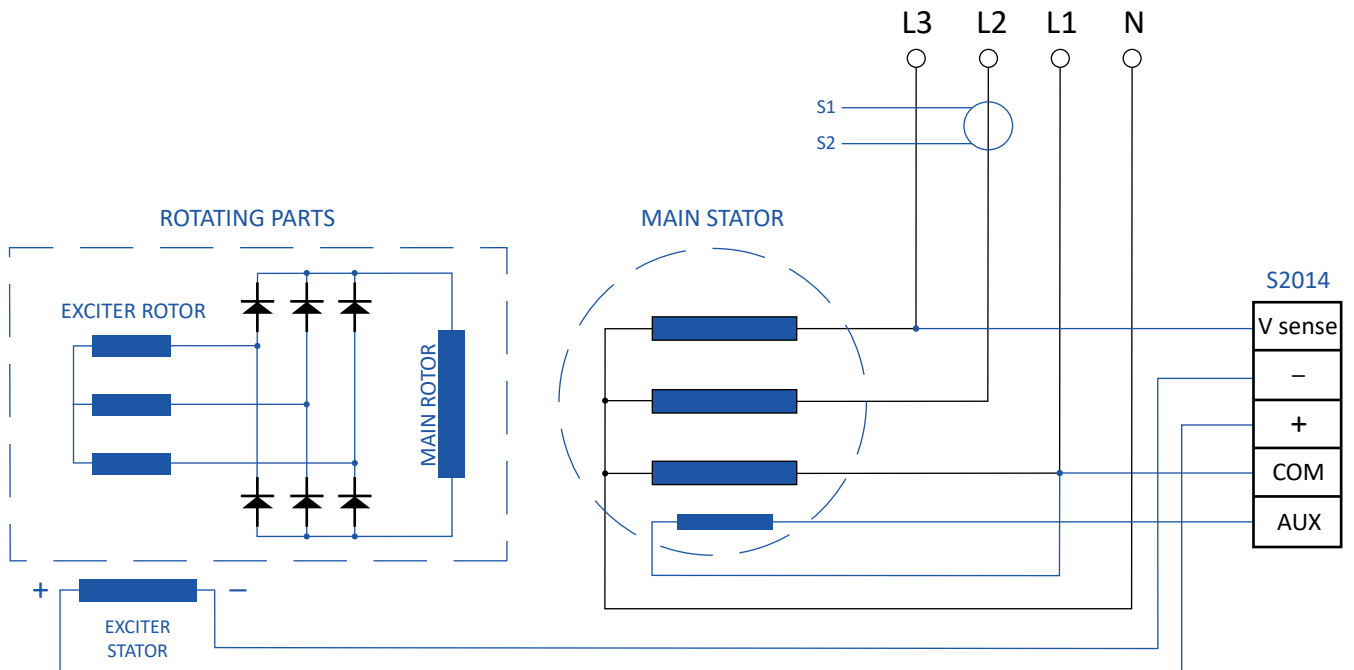 L3 L2 L1 N
S1
S2
ROTATING PARTS
MAIN STATOR
S2014
EXCITER ROTOR
MAIN ROTOR
V sense
−
+
COM
AUX
+ −
EXCITER
STATOR